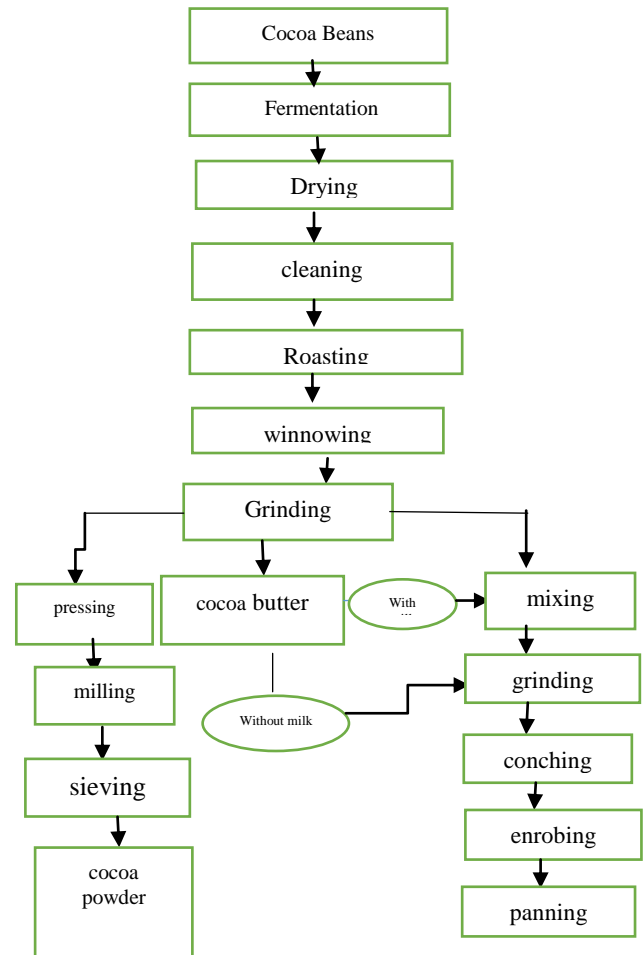 Cocoa Beans
Fermentation
Drying
cleaning
Roasting
winnowing
Grinding
pressing
cocoa butter
With
mixing
milling
Without milk
grinding
sieving
conching
cocoa
powder
enrobing
panning